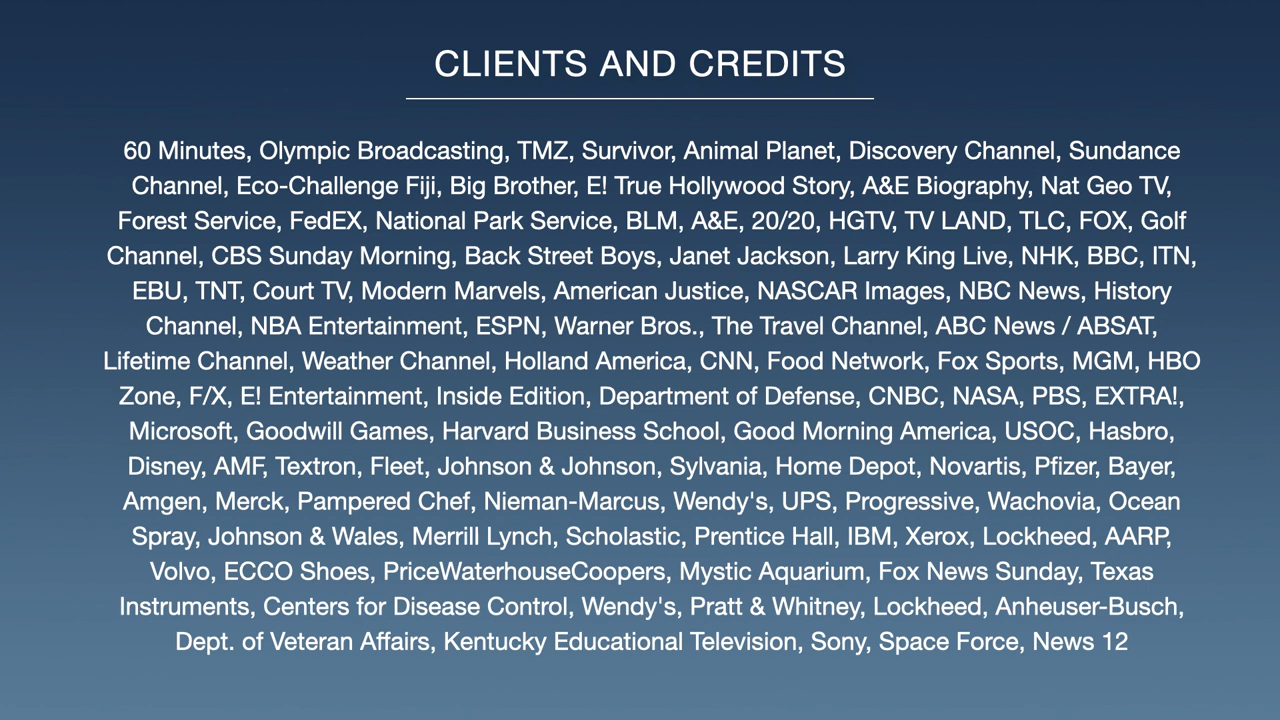 CLIENTS AND CREDITS
60 Minutes, Olympic Broadcasting, TMZ, Survivor, Animal Planet, Discovery Channel, Sundance
Channel, Eco-Challenge Fiji, Big Brother, E! True Hollywood Story, A&E Biography, Nat Geo TV,
Forest Service, FedEX, National Park Service, BLM, A&E, 20/20, HGTV, TV LAND, TLC, FOX, Golf
Channel, CBS Sunday Morning, Back Street Boys, Janet Jackson, Larry King Live, NHK, BBC, ITN,
EBU, TNT, Court TV, Modern Marvels, American Justice, NASCAR Images, NBC News, History
Channel, NBA Entertainment, ESPN, Warner Bros., The Travel Channel, ABC News / ABSAT,
Lifetime Channel, Weather Channel, Holland America, CNN, Food Network, Fox Sports, MGM, HBO
Zone, F/X, E! Entertainment, Inside Edition, Department of Defense, CNBC, NASA, PBS, EXTRA!,
Microsoft, Goodwill Games, Harvard Business School, Good Morning America, USOC, Hasbro,
Disney, AMF, Textron, Fleet, Johnson & Johnson, Sylvania, Home Depot, Novartis, Pfizer, Bayer,
Amgen, Merck, Pampered Chef, Nieman-Marcus, Wendy's, UPS, Progressive, Wachovia, Ocean
Spray, Johnson & Wales, Merrill Lynch, Scholastic, Prentice Hall, IBM, Xerox, Lockheed, AARP,
Volvo, ECCO Shoes, PriceWaterhouseCoopers, Mystic Aquarium, Fox News Sunday, Texas
Instruments, Centers for Disease Control, Wendy's, Pratt & Whitney, Lockheed, Anheuser-Busch,
Dept. of Veteran Affairs, Kentucky Educational Television, Sony, Space Force, News 12